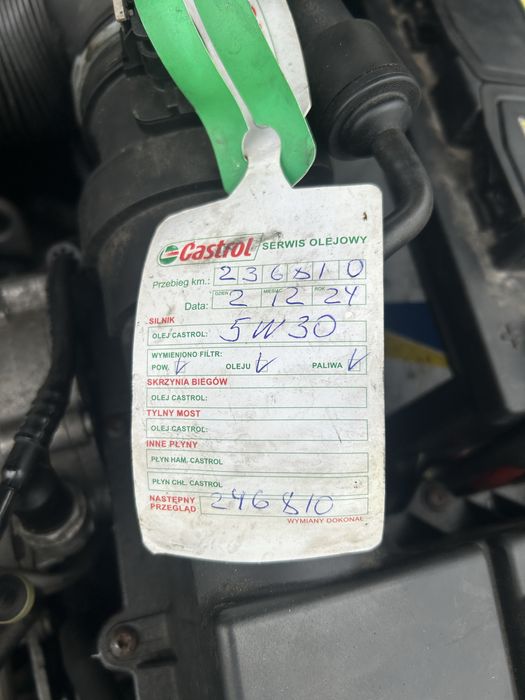 Castrol SERWIS OLEJOWY
Przebieg km.: 236810
DZIEŃ MIESIĄC ROK
Data: 2 12 24
SILNIK
OLEJ CASTROL: 5W30
WYMIENIONO FILTR:
POW. V OLEJU V PALIWA V
SKRZYNIA BIEGÓW
OLEJ CASTROL:
TYLNY MOST
OLEJ CASTROL:
INNE PŁYNY
PŁYN HAM. CASTROL
PŁYN CHŁ. CASTROL
NASTĘPNY
PRZEGLĄD 246810
WYMIANY DOKONAŁ